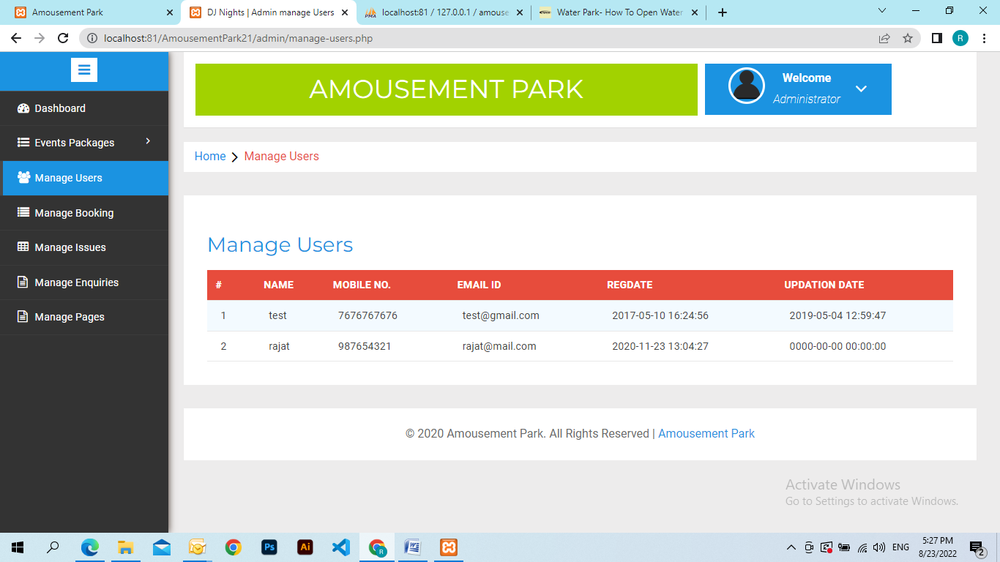 Amousement Park
DJ Nights | Admin manage Users
localhost:81 / 127.0.0.1 / amouse
Water Park- How To Open Water
localhost:81/AmousementPark21/admin/manage-users.php
R
AMOUSEMENT PARK
Welcome
Administrator
Dashboard
Events Packages
Manage Users
Manage Booking
Manage Issues
Manage Enquiries
Manage Pages
Home > Manage Users
Manage Users
# NAME MOBILE NO. EMAIL ID REGDATE UPDATION DATE
1 test 7676767676 test@gmail.com 2017-05-10 16:24:56 2019-05-04 12:59:47
2 rajat 987654321 rajat@mail.com 2020-11-23 13:04:27 0000-00-00 00:00:00
© 2020 Amousement Park. All Rights Reserved | Amousement Park
Activate Windows
Go to Settings to activate Windows.
Ps
Ai
R
ENG
5:27 PM
8/23/2022
2